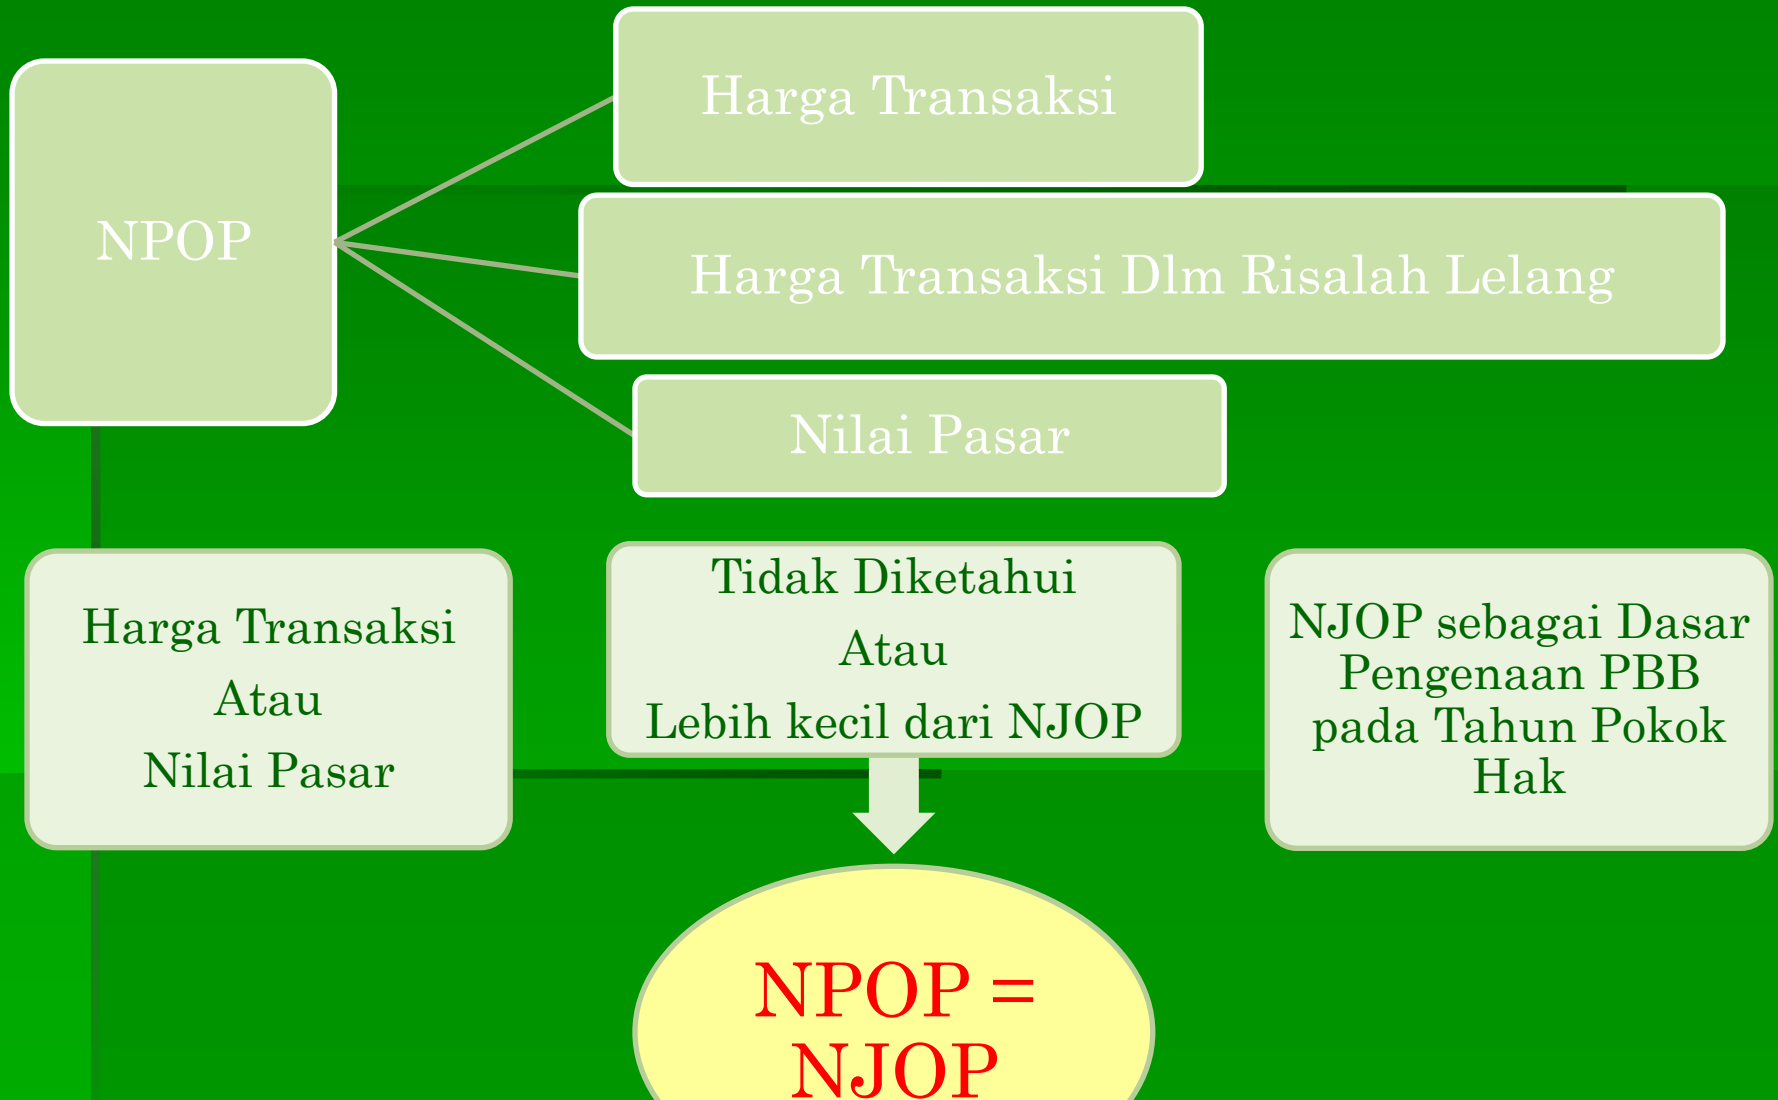 NPOP
Harga Transaksi
Harga Transaksi Dlm Risalah Lelang
Nilai Pasar
Harga Transaksi
Atau
Nilai Pasar
Tidak Diketahui
Atau
Lebih kecil dari NJOP
NJOP sebagai Dasar
Pengenaan PBB
pada Tahun Pokok
Hak
NPOP =
NJOP